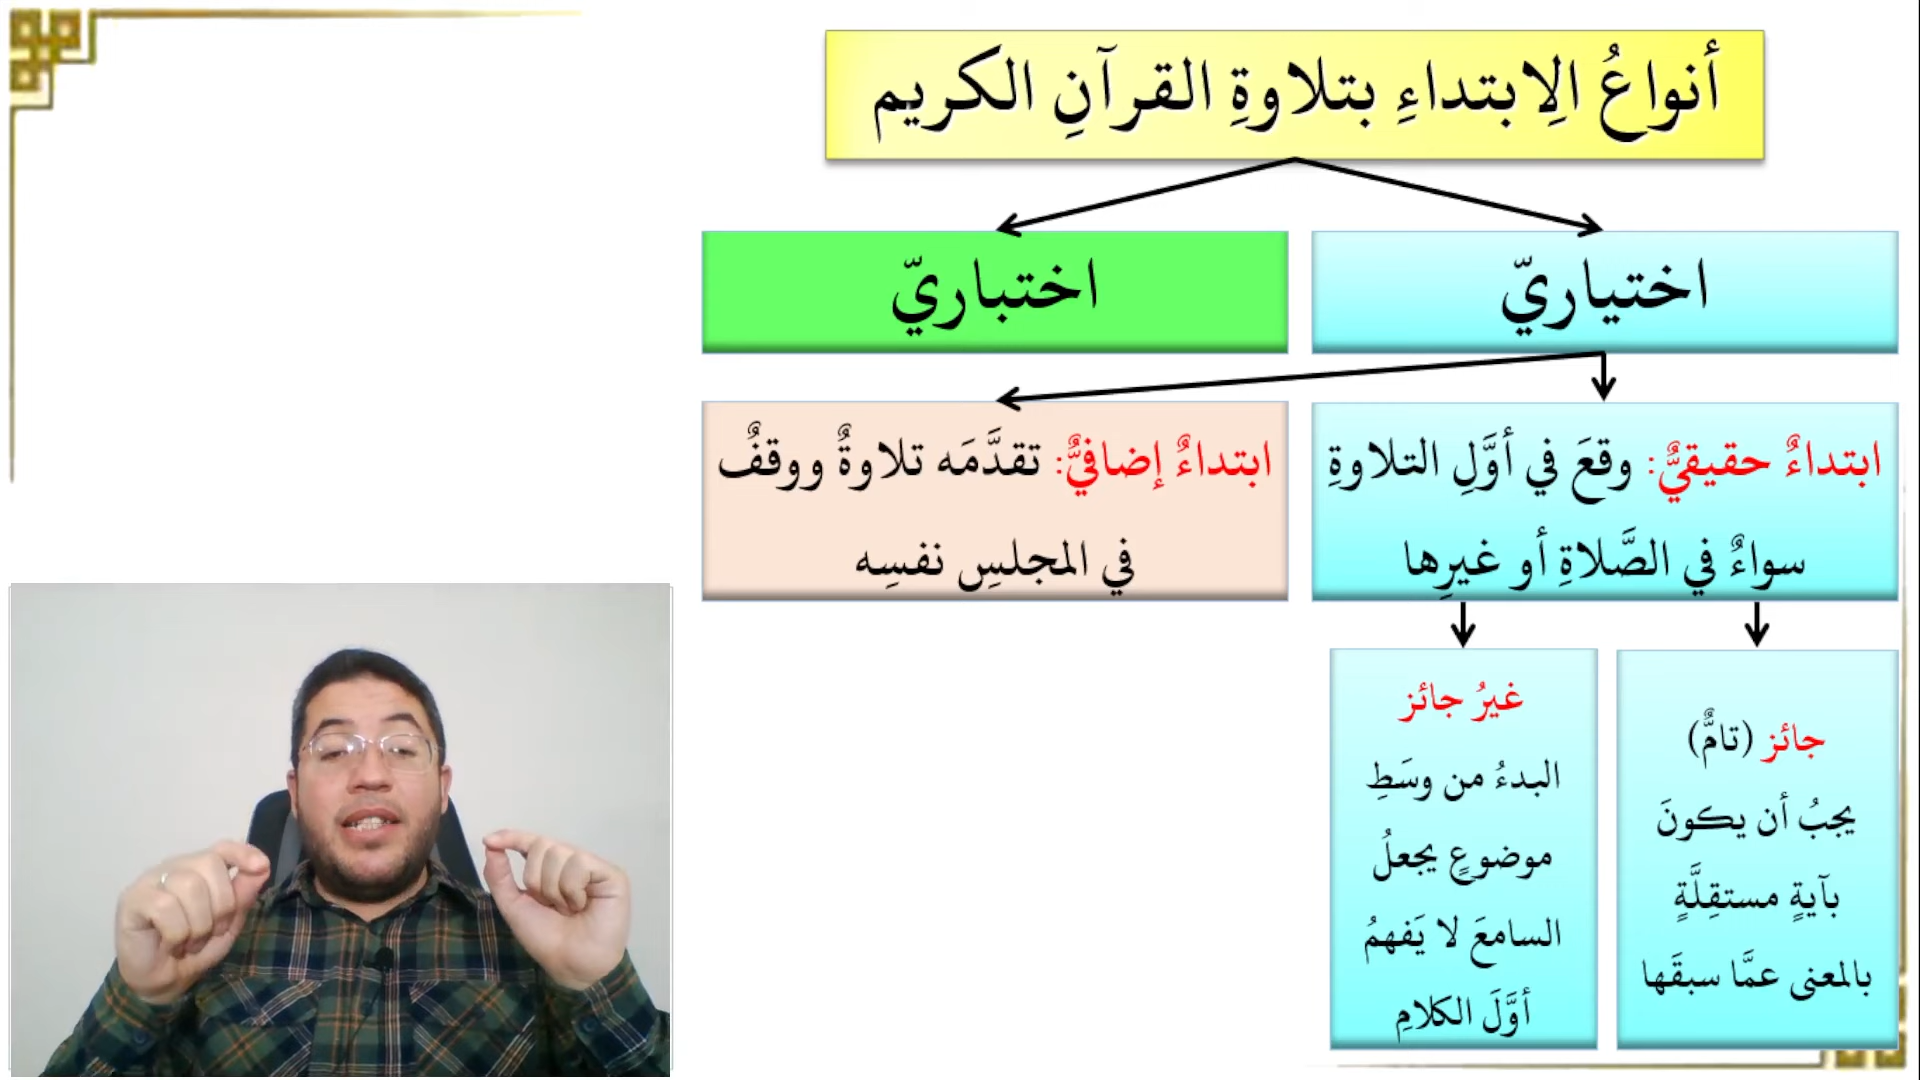 أنواعُ الِابتداءِ بتلاوةِ القرآنِ الكريم
اختياريّ
اختباريّ
ابتداءٌ حقيقيٌّ: وقعَ في أوَّلِ التلاوةِ
سواءٌ في الصَّلاةِ أو غيرِها
ابتداءٌ إضافيٌّ: تقدَّمَه تلاوةٌ ووقفٌ
في المجلسِ نفسِه
جائز (تامٌّ)
يجبُ أن يكونَ
بآيةٍ مستقِلَّةٍ
بالمعنى عمَّا سبقَها
غيرُ جائز
البدءُ من وسَطِ
موضوعٍ يجعلُ
السامعَ لا يَفهمُ
أوَّلَ الكلامِ